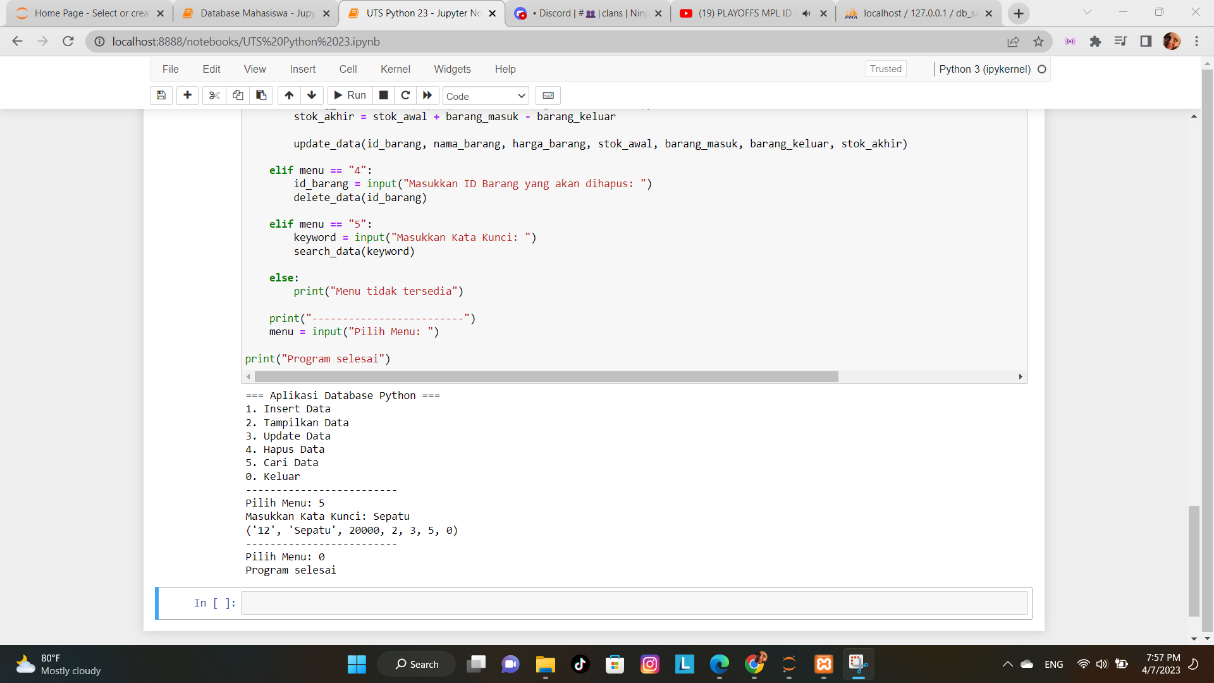 Home Page - Select or crea
Database Mahasiswa - Jupy
UTS Python 23 - Jupyter No
• Discord | # | clans | Ninj
(19) PLAYOFFS MPL ID
localhost / 127.0.0.1 / db_s
localhost:8888/notebooks/UTS%20Python%2023.ipynb
File Edit View Insert Cell Kernel Widgets Help
Trusted
Python 3 (ipykernel)
Run
Code
stok_akhir = stok_awal + barang_masuk - barang_keluar
update_data(id_barang, nama_barang, harga_barang, stok_awal, barang_masuk, barang_keluar, stok_akhir)
elif menu == "4":
id_barang = input("Masukkan ID Barang yang akan dihapus: ")
delete_data(id_barang)
elif menu == "5":
keyword = input("Masukkan Kata Kunci: ")
search_data(keyword)
else:
print("Menu tidak tersedia")
print("-------------------------")
menu = input("Pilih Menu: ")
print("Program selesai")
=== Aplikasi Database Python ===
1. Insert Data
2. Tampilkan Data
3. Update Data
4. Hapus Data
5. Cari Data
0. Keluar
-------------------------
Pilih Menu: 5
Masukkan Kata Kunci: Sepatu
('12', 'Sepatu', 20000, 2, 3, 5, 0)
-------------------------
Pilih Menu: 0
Program selesai
In [ ]:
80°F
Mostly cloudy
Search
ENG
7:57 PM
4/7/2023